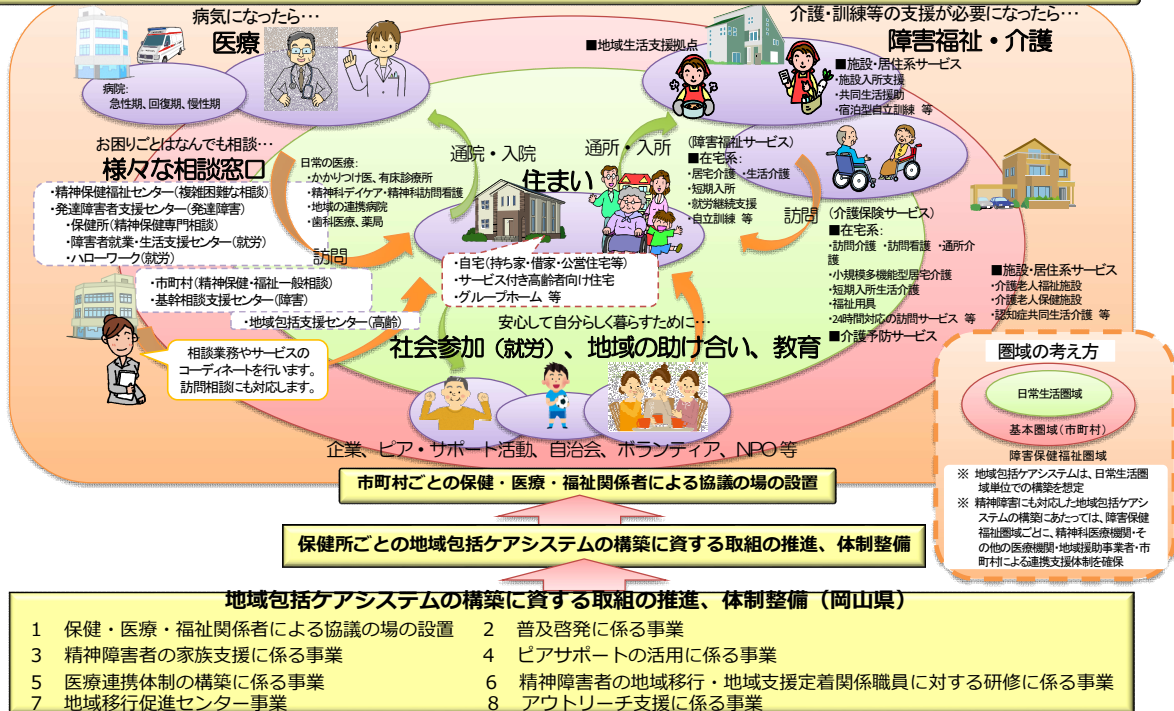 病気になったら…
医療
病院:
急性期、回復期、慢性期
介護・訓練等の支援が必要になったら…
障害福祉・介護
■地域生活支援拠点
■施設・居住系サービス
・施設入所支援
・共同生活援助
・宿泊型自立訓練 等
お困りごとはなんでも相談…
様々な相談窓口
・精神保健福祉センター(複雑困難な相談)
・発達障害者支援センター(発達障害)
・保健所(精神保健専門相談)
・障害者就業・生活支援センター(就労)
・ハローワーク(就労)
・市町村(精神保健・福祉一般相談)
・基幹相談支援センター(障害)
・地域包括支援センター(高齢)
相談業務やサービスの
コーディネートを行います。
訪問相談にも対応します。
訪問
日常の医療:
・かかりつけ医、有床診療所
・精神科デイケア・精神科訪問看護
・地域の連携病院
・歯科医療、薬局
通院・入院
住まい
通所・入所
・自宅(持ち家・借家・公営住宅等)
・サービス付き高齢者向け住宅
・グループホーム 等
(障害福祉サービス)
■在宅系:
・居宅介護 ・生活介護
・短期入所
・就労継続支援
・自立訓練 等
訪問
(介護保険サービス)
■在宅系:
・訪問介護 ・訪問看護 ・通所介
護
・小規模多機能型居宅介護
・短期入所生活介護
・福祉用具
・24時間対応の訪問サービス 等
■介護予防サービス
■施設・居住系サービス
・介護老人福祉施設
・介護老人保健施設
・認知症共同生活介護 等
安心して自分らしく暮らすために…
社会参加(就労)、地域の助け合い、教育
企業、ピア・サポート活動、自治会、ボランティア、NPO 等
圏域の考え方
日常生活圏域
基本圏域(市町村)
障害保健福祉圏域
※ 地域包括ケアシステムは、日常生活圏
域単位での構築を想定
※ 精神障害にも対応した地域包括ケアシ
ステムの構築にあたっては、障害保健
福祉圏域ごとに、精神科医療機関・そ
の他の医療機関・地域援助事業者・市
町村による連携支援体制を確保
市町村ごとの保健・医療・福祉関係者による協議の場の設置
保健所ごとの地域包括ケアシステムの構築に資する取組の推進、体制整備
地域包括ケアシステムの構築に資する取組の推進、体制整備(岡山県)
1 保健・医療・福祉関係者による協議の場の設置 2 普及啓発に係る事業
3 精神障害者の家族支援に係る事業 4 ピアサポートの活用に係る事業
5 医療連携体制の構築に係る事業 6 精神障害者の地域移行・地域支援定着関係職員に対する研修に係る事業
7 地域移行促進センター事業 8 アウトリーチ支援に係る事業